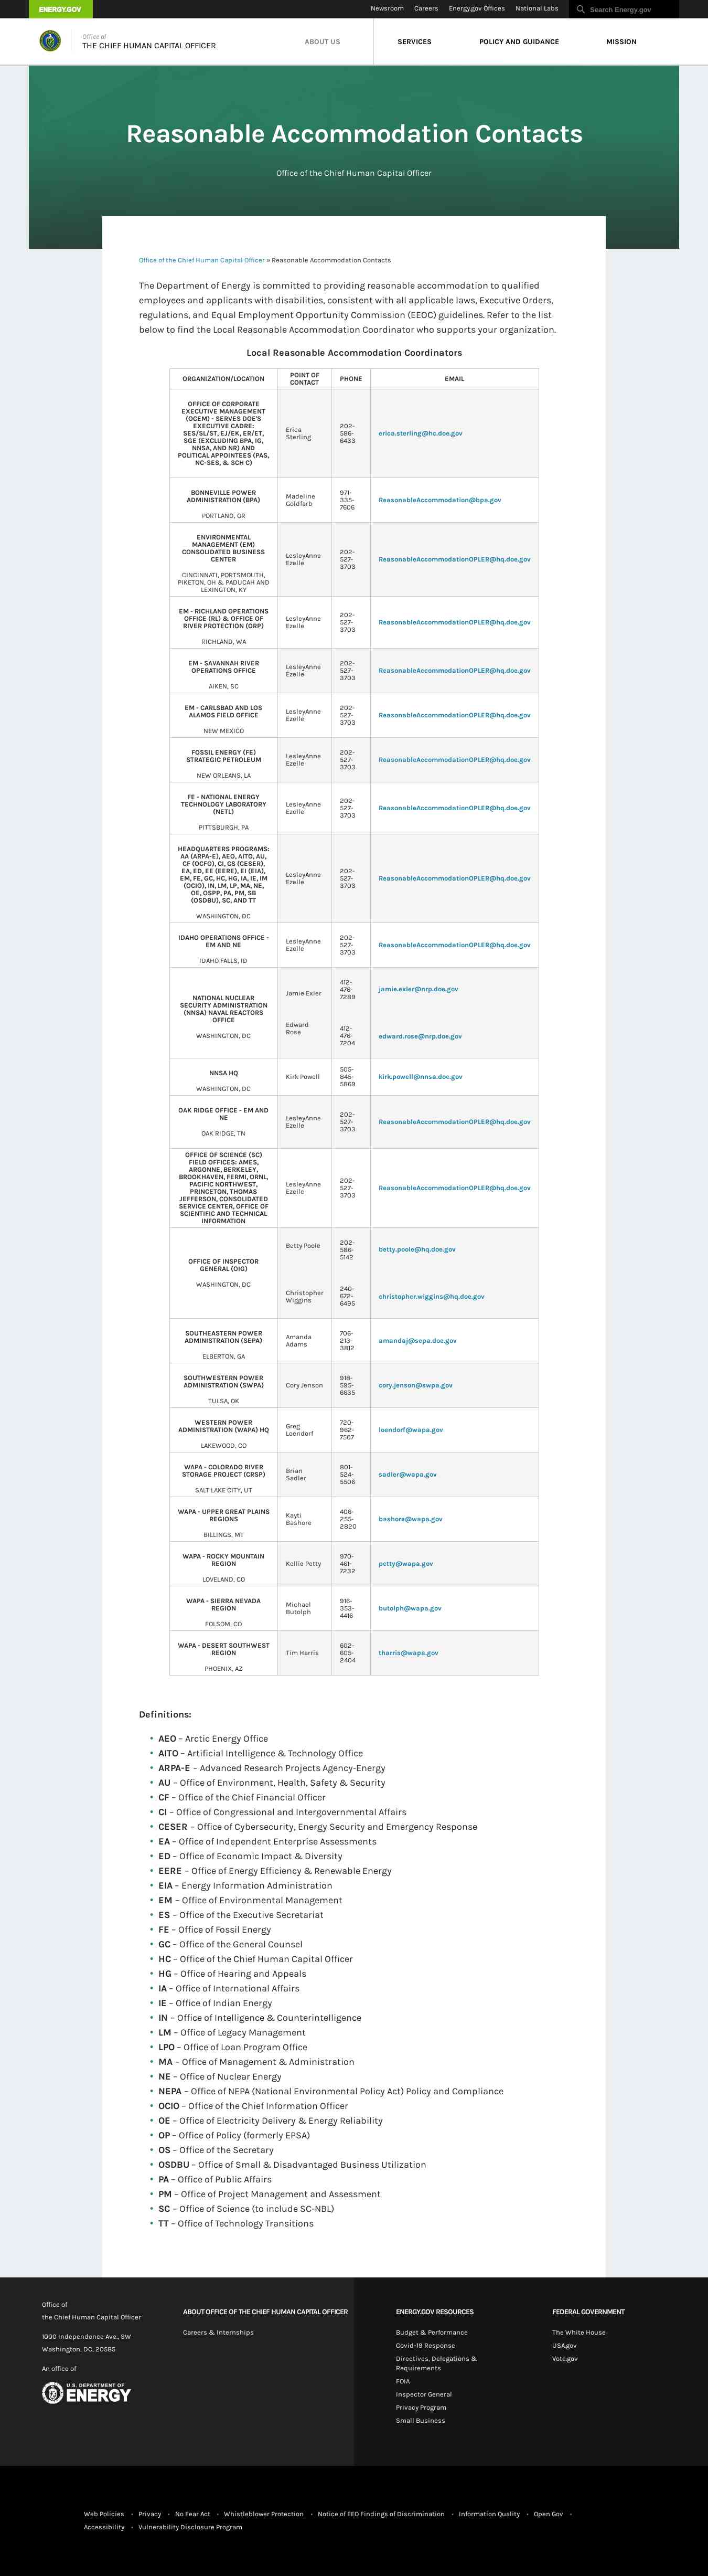 ENERGY.GOV
Newsroom Careers Energy.gov Offices National Labs Search Energy.gov
Office of
THE CHIEF HUMAN CAPITAL OFFICER
ABOUT US SERVICES POLICY AND GUIDANCE MISSION
Reasonable Accommodation Contacts
Office of the Chief Human Capital Officer
Office of the Chief Human Capital Officer » Reasonable Accommodation Contacts
The Department of Energy is committed to providing reasonable accommodation to qualified
employees and applicants with disabilities, consistent with all applicable laws, Executive Orders,
regulations, and Equal Employment Opportunity Commission (EEOC) guidelines. Refer to the list
below to find the Local Reasonable Accommodation Coordinator who supports your organization.
Local Reasonable Accommodation Coordinators
ORGANIZATION/LOCATION
POINT OF
CONTACT
PHONE
EMAIL
OFFICE OF CORPORATE
EXECUTIVE MANAGEMENT
(OCEM) - SERVES DOE'S
EXECUTIVE CADRE:
SES/SL/ST, EJ/EK, ER/ET,
SGE (EXCLUDING BPA, IG,
NNSA, AND NR) AND
POLITICAL APPOINTEES (PAS,
NC-SES, & SCH C)
Erica
Sterling
202-
586-
6433
erica.sterling@hc.doe.gov
BONNEVILLE POWER
ADMINISTRATION (BPA)
PORTLAND, OR
Madeline
Goldfarb
971-
335-
7606
ReasonableAccommodation@bpa.gov
ENVIRONMENTAL
MANAGEMENT (EM)
CONSOLIDATED BUSINESS
CENTER
CINCINNATI, PORTSMOUTH,
PIKETON, OH & PADUCAH AND
LEXINGTON, KY
LesleyAnne
Ezelle
202-
527-
3703
ReasonableAccommodationOPLER@hq.doe.gov
EM - RICHLAND OPERATIONS
OFFICE (RL) & OFFICE OF
RIVER PROTECTION (ORP)
RICHLAND, WA
LesleyAnne
Ezelle
202-
527-
3703
ReasonableAccommodationOPLER@hq.doe.gov
EM - SAVANNAH RIVER
OPERATIONS OFFICE
AIKEN, SC
LesleyAnne
Ezelle
202-
527-
3703
ReasonableAccommodationOPLER@hq.doe.gov
EM - CARLSBAD AND LOS
ALAMOS FIELD OFFICE
NEW MEXICO
LesleyAnne
Ezelle
202-
527-
3703
ReasonableAccommodationOPLER@hq.doe.gov
FOSSIL ENERGY (FE)
STRATEGIC PETROLEUM
NEW ORLEANS, LA
LesleyAnne
Ezelle
202-
527-
3703
ReasonableAccommodationOPLER@hq.doe.gov
FE - NATIONAL ENERGY
TECHNOLOGY LABORATORY
(NETL)
PITTSBURGH, PA
LesleyAnne
Ezelle
202-
527-
3703
ReasonableAccommodationOPLER@hq.doe.gov
HEADQUARTERS PROGRAMS:
AA (ARPA-E), AEO, AITO, AU,
CF (OCFO), CI, CS (CESER),
EA, ED, EE (EERE), EI (EIA),
EM, FE, GC, HC, HG, IA, IE, IM
(OCIO), IN, LM, LP, MA, NE,
OE, OSPP, PA, PM, SB
(OSDBU), SC, AND TT
WASHINGTON, DC
LesleyAnne
Ezelle
202-
527-
3703
ReasonableAccommodationOPLER@hq.doe.gov
IDAHO OPERATIONS OFFICE -
EM AND NE
IDAHO FALLS, ID
LesleyAnne
Ezelle
202-
527-
3703
ReasonableAccommodationOPLER@hq.doe.gov
NATIONAL NUCLEAR
SECURITY ADMINISTRATION
(NNSA) NAVAL REACTORS
OFFICE
WASHINGTON, DC
Jamie Exler
412-
476-
7289
jamie.exler@nrp.doe.gov
Edward
Rose
412-
476-
7204
edward.rose@nrp.doe.gov
NNSA HQ
WASHINGTON, DC
Kirk Powell
505-
845-
5869
kirk.powell@nnsa.doe.gov
OAK RIDGE OFFICE - EM AND
NE
OAK RIDGE, TN
LesleyAnne
Ezelle
202-
527-
3703
ReasonableAccommodationOPLER@hq.doe.gov
OFFICE OF SCIENCE (SC)
FIELD OFFICES: AMES,
ARGONNE, BERKELEY,
BROOKHAVEN, FERMI, ORNL,
PACIFIC NORTHWEST,
PRINCETON, THOMAS
JEFFERSON, CONSOLIDATED
SERVICE CENTER, OFFICE OF
SCIENTIFIC AND TECHNICAL
INFORMATION
LesleyAnne
Ezelle
202-
527-
3703
ReasonableAccommodationOPLER@hq.doe.gov
OFFICE OF INSPECTOR
GENERAL (OIG)
WASHINGTON, DC
Betty Poole
202-
586-
5142
betty.poole@hq.doe.gov
Christopher
Wiggins
240-
672-
6495
christopher.wiggins@hq.doe.gov
SOUTHEASTERN POWER
ADMINISTRATION (SEPA)
ELBERTON, GA
Amanda
Adams
706-
213-
3812
amandaj@sepa.doe.gov
SOUTHWESTERN POWER
ADMINISTRATION (SWPA)
TULSA, OK
Cory Jenson
918-
595-
6635
cory.jenson@swpa.gov
WESTERN POWER
ADMINISTRATION (WAPA) HQ
LAKEWOOD, CO
Greg
Loendorf
720-
962-
7507
loendorf@wapa.gov
WAPA - COLORADO RIVER
STORAGE PROJECT (CRSP)
SALT LAKE CITY, UT
Brian
Sadler
801-
524-
5506
sadler@wapa.gov
WAPA - UPPER GREAT PLAINS
REGIONS
BILLINGS, MT
Kayti
Bashore
406-
255-
2820
bashore@wapa.gov
WAPA - ROCKY MOUNTAIN
REGION
LOVELAND, CO
Kellie Petty
970-
461-
7232
petty@wapa.gov
WAPA - SIERRA NEVADA
REGION
FOLSOM, CO
Michael
Butolph
916-
353-
4416
butolph@wapa.gov
WAPA - DESERT SOUTHWEST
REGION
PHOENIX, AZ
Tim Harris
602-
605-
2404
tharris@wapa.gov
Definitions:
• AEO – Arctic Energy Office
• AITO – Artificial Intelligence & Technology Office
• ARPA-E – Advanced Research Projects Agency-Energy
• AU – Office of Environment, Health, Safety & Security
• CF – Office of the Chief Financial Officer
• CI – Office of Congressional and Intergovernmental Affairs
• CESER – Office of Cybersecurity, Energy Security and Emergency Response
• EA – Office of Independent Enterprise Assessments
• ED – Office of Economic Impact & Diversity
• EERE – Office of Energy Efficiency & Renewable Energy
• EIA – Energy Information Administration
• EM – Office of Environmental Management
• ES – Office of the Executive Secretariat
• FE – Office of Fossil Energy
• GC – Office of the General Counsel
• HC – Office of the Chief Human Capital Officer
• HG – Office of Hearing and Appeals
• IA – Office of International Affairs
• IE – Office of Indian Energy
• IN – Office of Intelligence & Counterintelligence
• LM – Office of Legacy Management
• LPO – Office of Loan Program Office
• MA – Office of Management & Administration
• NE – Office of Nuclear Energy
• NEPA – Office of NEPA (National Environmental Policy Act) Policy and Compliance
• OCIO – Office of the Chief Information Officer
• OE – Office of Electricity Delivery & Energy Reliability
• OP – Office of Policy (formerly EPSA)
• OS – Office of the Secretary
• OSDBU – Office of Small & Disadvantaged Business Utilization
• PA – Office of Public Affairs
• PM – Office of Project Management and Assessment
• SC – Office of Science (to include SC-NBL)
• TT – Office of Technology Transitions
Office of
the Chief Human Capital Officer
1000 Independence Ave., SW
Washington, DC, 20585
An office of
U.S. DEPARTMENT OF
ENERGY
ABOUT OFFICE OF THE CHIEF HUMAN CAPITAL OFFICER
Careers & Internships
ENERGY.GOV RESOURCES
Budget & Performance
Covid-19 Response
Directives, Delegations &
Requirements
FOIA
Inspector General
Privacy Program
Small Business
FEDERAL GOVERNMENT
The White House
USA.gov
Vote.gov
Web Policies • Privacy • No Fear Act • Whistleblower Protection • Notice of EEO Findings of Discrimination • Information Quality • Open Gov •
Accessibility • Vulnerability Disclosure Program